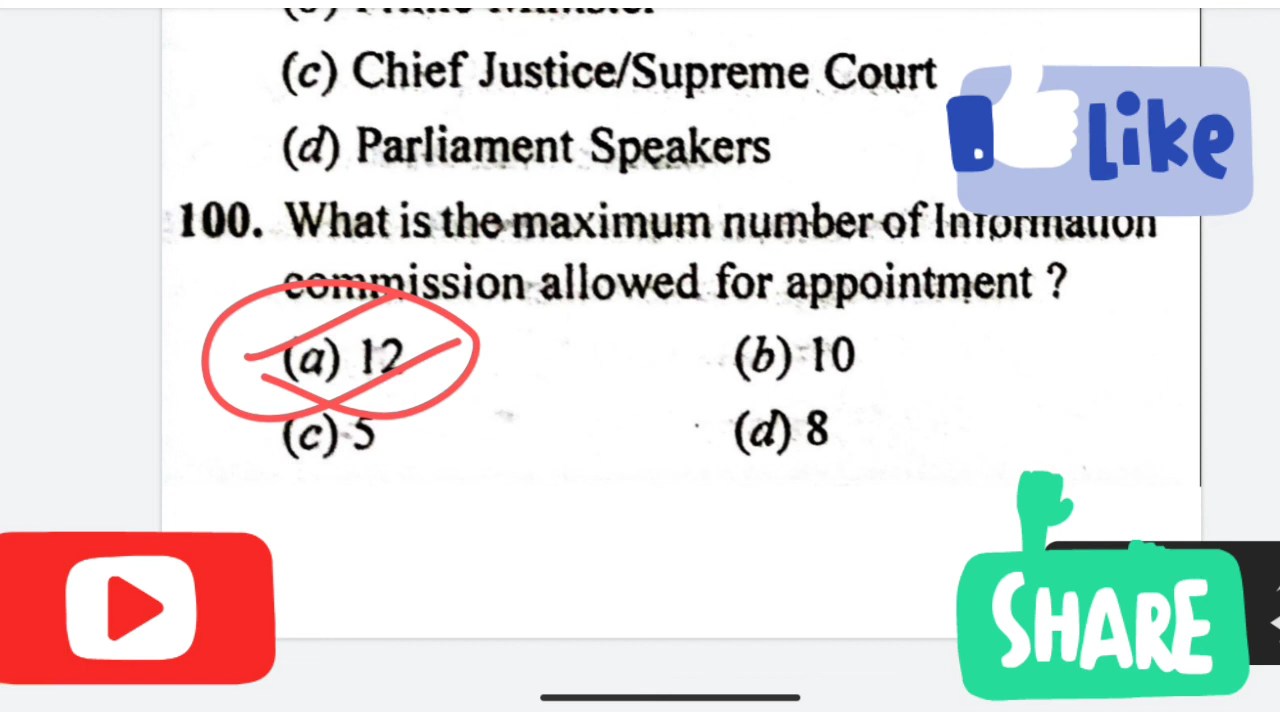 (c) Chief Justice/Supreme Court
(d) Parliament Speakers
100. What is the maximum number of Information
commission allowed for appointment ?
(a) 12 (b) 10
(c) 5 (d) 8
LiKe
SHARE